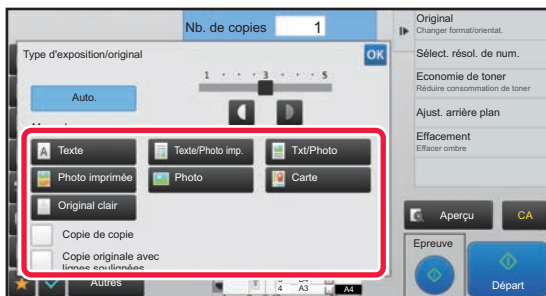 Nb. de copies 1
Type d'exposition/original
OK
1 3 5
Auto.
A Texte
Texte/Photo imp.
Txt/Photo
Photo imprimée
Photo
Carte
Original clair
Copie de copie
Copie originale avec
lignes soulignées
Autres
4 A3
A4
Original
Changer format/orientat.
Sélect. résol. de num.
Economie de toner
Réduire consommation de toner
Ajust. arrière plan
Effacement
Effacer ombre
Aperçu
CA
Epreuve
Départ